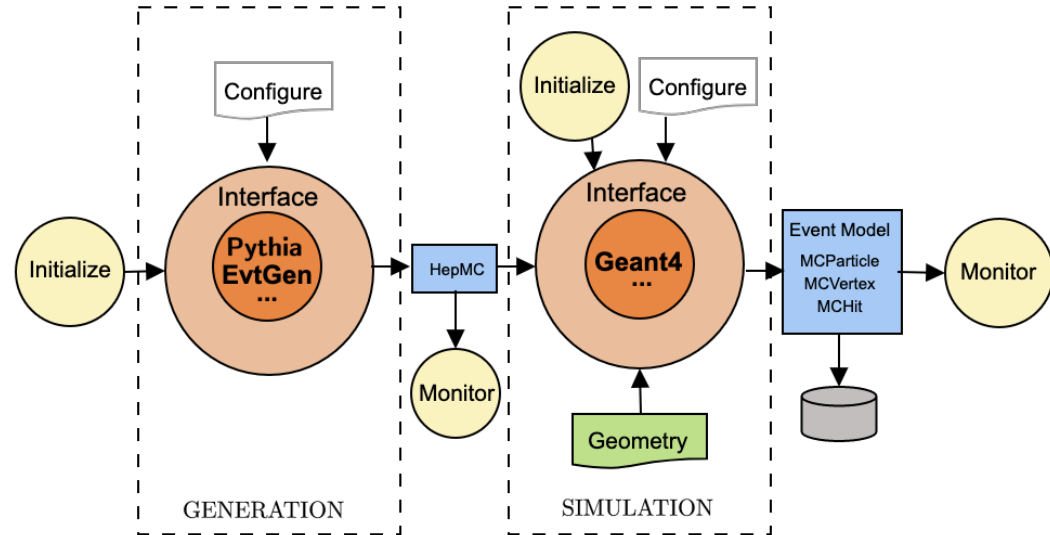 Initialize
Configure
Interface
Pythia
EvtGen
...
GENERATION
HepMC
Monitor
Initialize
Configure
Interface
Geant4
...
Geometry
SIMULATION
Event Model
MCParticle
MCVertex
MCHit
Monitor